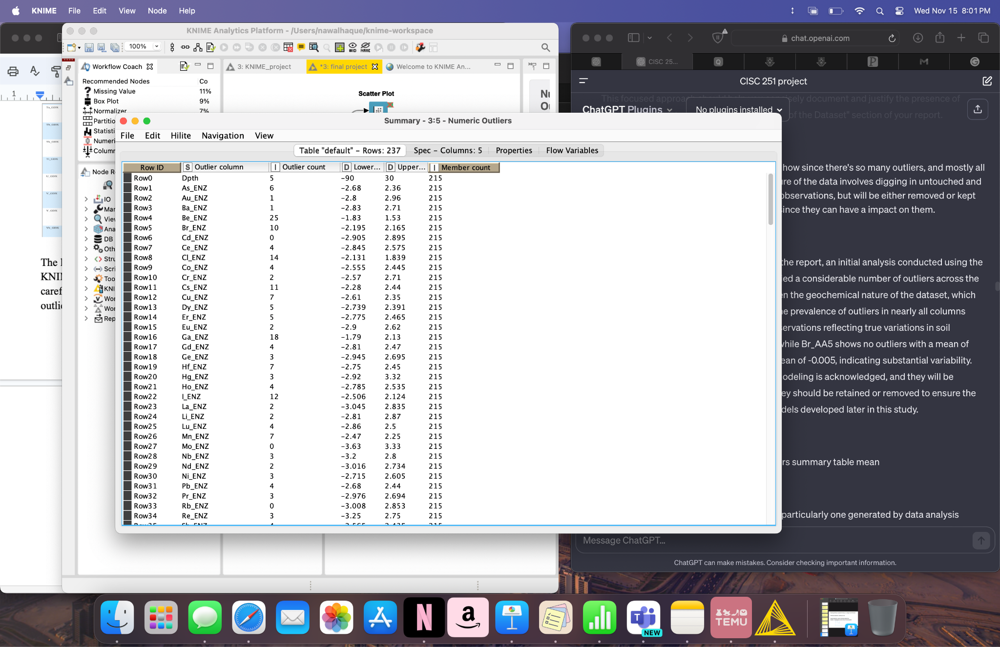 KNIME File Edit View Node Help
Wed Nov 15 8:01 PM
KNIME Analytics Platform - /Users/nawalhaque/knime-workspace
100%
#ID NAME
Workflow Coach
3: KNIME_project
*3: final project
Welcome to KNIME An...
Recommended Nodes Co
Missing Value 11%
Box Plot 9%
Normalizer 7%
Partitio
Statisti
Numeri
Column
Scatter Plot
Node R
IO
Mar
Viev
Ana
DB
Oth
Stru
Scri
Too
KNI
Wor
Wor
Rep
1
Yb_GDX
Tl_GDX
U_GDX
V_GDX
Y_GDX
The
KNI
caref
outli
Summary - 3:5 - Numeric Outliers
File Edit Hilite Navigation View
Table "default" - Rows: 237 Spec - Columns: 5 Properties Flow Variables
Row ID S Outlier column I Outlier count D Lower... D Upper... I Member count
Row0 Dpth 5 -90 30 215
Row1 As_ENZ 6 -2.68 2.36 215
Row2 Au_ENZ 1 -2.8 2.96 215
Row3 Ba_ENZ 1 -2.83 2.71 215
Row4 Be_ENZ 25 -1.83 1.53 215
Row5 Br_ENZ 10 -2.195 2.165 215
Row6 Cd_ENZ 0 -2.905 2.895 215
Row7 Ce_ENZ 4 -2.845 2.575 215
Row8 Cl_ENZ 14 -2.131 1.839 215
Row9 Co_ENZ 4 -2.555 2.445 215
Row10 Cr_ENZ 2 -2.57 2.71 215
Row11 Cs_ENZ 11 -2.28 2.44 215
Row12 Cu_ENZ 7 -2.61 2.35 215
Row13 Dy_ENZ 5 -2.739 2.391 215
Row14 Er_ENZ 5 -2.775 2.465 215
Row15 Eu_ENZ 2 -2.9 2.62 215
Row16 Ga_ENZ 18 -1.79 2.13 215
Row17 Gd_ENZ 4 -2.81 2.47 215
Row18 Ge_ENZ 3 -2.945 2.695 215
Row19 Hf_ENZ 7 -2.75 2.45 215
Row20 Hg_ENZ 3 -2.92 3.32 215
Row21 Ho_ENZ 4 -2.785 2.535 215
Row22 I_ENZ 12 -2.506 2.124 215
Row23 La_ENZ 2 -3.045 2.835 215
Row24 Li_ENZ 2 -2.81 2.87 215
Row25 Lu_ENZ 4 -2.86 2.5 215
Row26 Mn_ENZ 7 -2.47 2.25 215
Row27 Mo_ENZ 0 -3.63 3.33 215
Row28 Nb_ENZ 3 -3.2 2.8 215
Row29 Nd_ENZ 2 -3.016 2.734 215
Row30 Ni_ENZ 3 -2.715 2.605 215
Row31 Pb_ENZ 4 -2.68 2.44 215
Row32 Pr_ENZ 3 -2.976 2.694 215
Row33 Rb_ENZ 0 -3.008 2.853 215
Row34 Re_ENZ 3 -3.25 2.75 215
chat.openai.com
CISC 25...
CISC 251 project
This focused approach
sely document and justify the presence of
of the Dataset" section of your report.
ChatGPT Plugins
No plugins installed
how since there's so many outliers, and mostly all
re of the data involves digging in untouched and
observations, but will be either removed or kept
since they can have a impact on them.
the report, an initial analysis conducted using the
ed a considerable number of outliers across the
n the geochemical nature of the dataset, which
e prevalence of outliers in nearly all columns
servations reflecting true variations in soil
while Br_AA5 shows no outliers with a mean of
ean of -0.005, indicating substantial variability.
odeling is acknowledged, and they will be
ey should be retained or removed to ensure the
dels developed later in this study.
rs summary table mean
particularly one generated by data analysis
Message ChatGPT...
ChatGPT can make mistakes. Consider checking important information.
NEW
TEMU